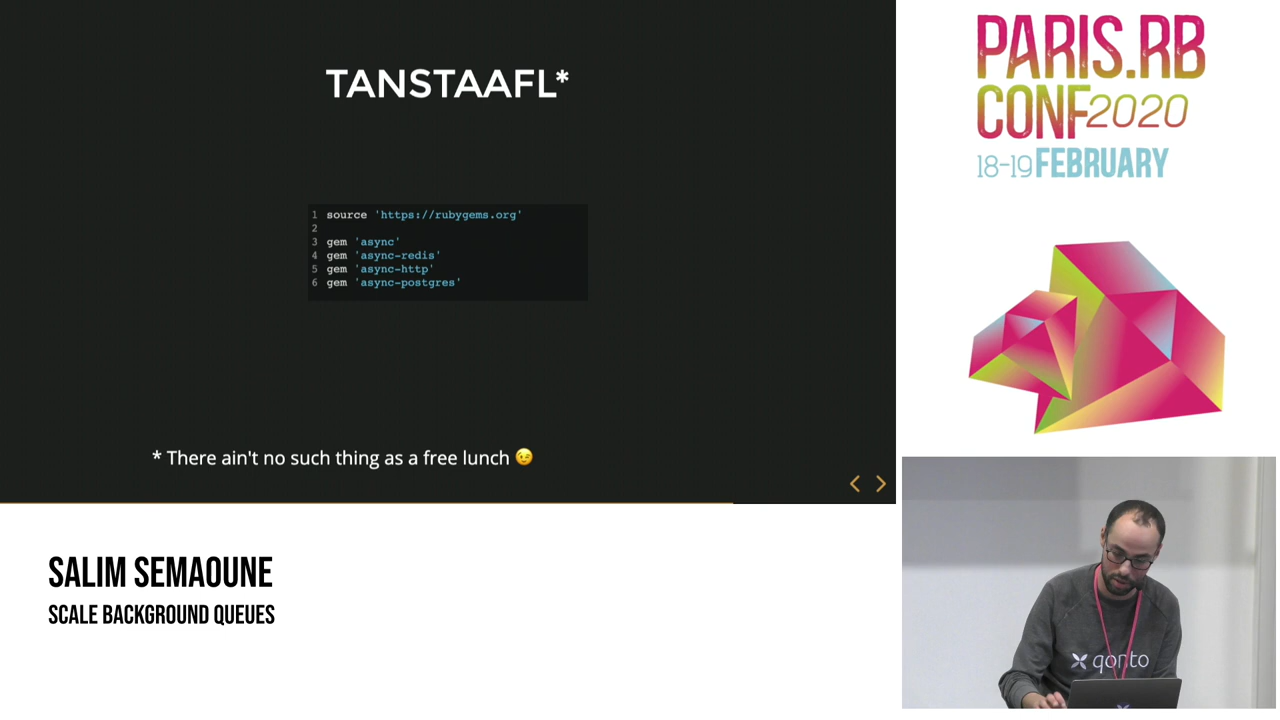 TANSTAAFL*
1 source 'https://rubygems.org'
2
3 gem 'async'
4 gem 'async-redis'
5 gem 'async-http'
6 gem 'async-postgres'
* There ain't no such thing as a free lunch 😉
PARIS.RB
CONF2020
18-19 FEBRUARY
SALIM SEMAOUNE
SCALE BACKGROUND QUEUES
qonto